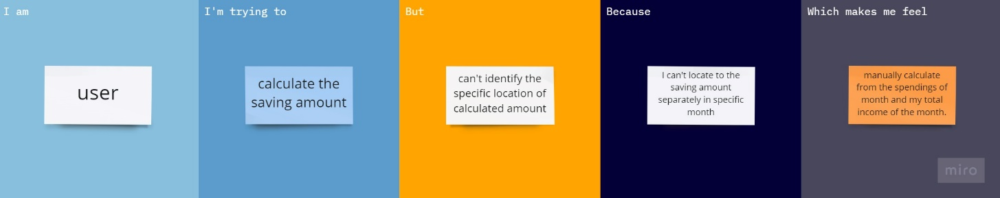 I am
user
I'm trying to
calculate the
saving amount
But
can't identify the
specific location of
calculated amount
Because
I can't locate to the
saving amount
separately in specific
month
Which makes me feel
manually calculate
from the spendings of
month and my total
income of the month.
miro